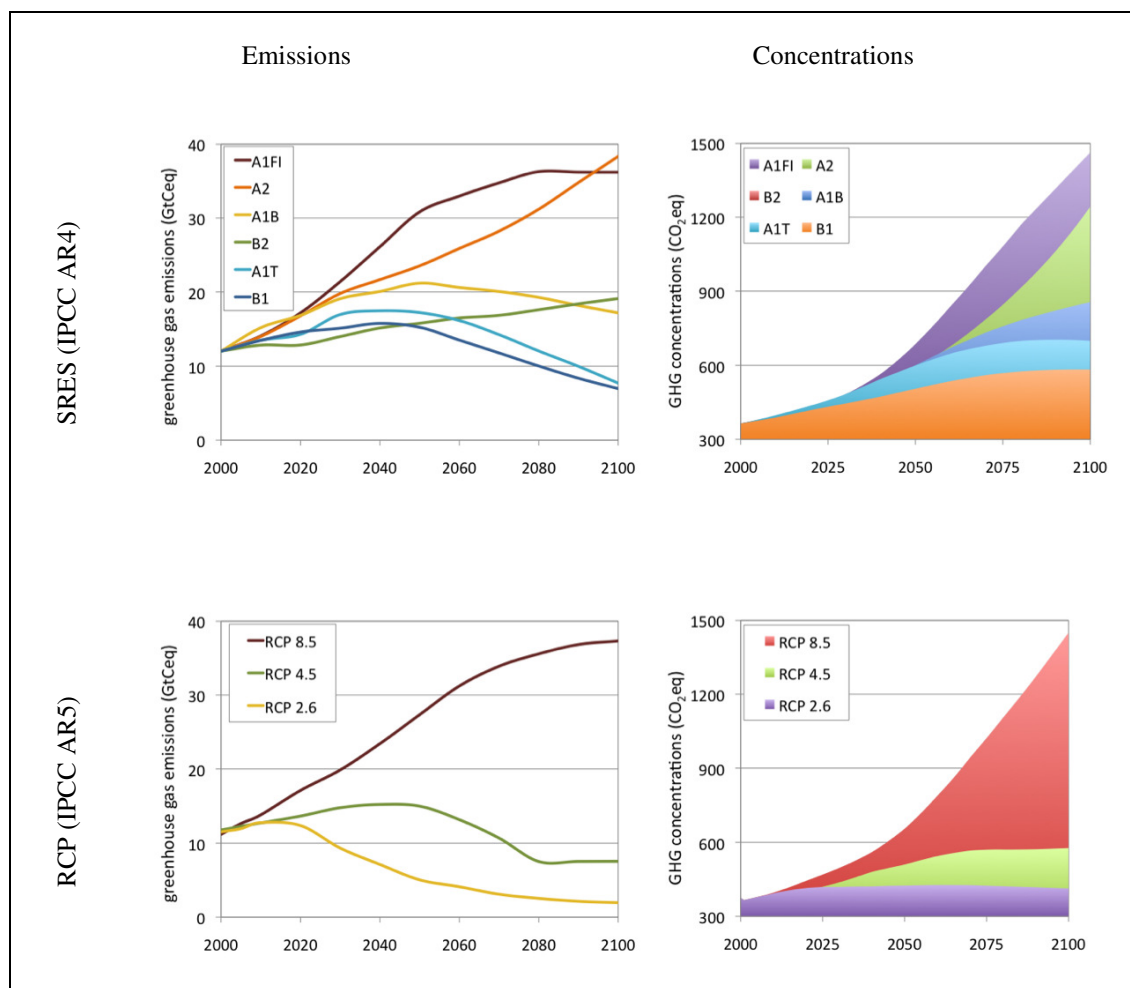 Emissions
Concentrations
SRES (IPCC AR4)
greenhouse gas emissions (GtCeq)
40
30
20
10
0
A1FI
A2
A1B
B2
A1T
B1
2000 2020 2040 2060 2080 2100
GHG concentrations (CO₂eq)
1500
1200
900
600
300
A1FI A2
B2 A1B
A1T B1
2000 2025 2050 2075 2100
RCP (IPCC AR5)
greenhouse gas emissions (GtCeq)
40
30
20
10
0
RCP 8.5
RCP 4.5
RCP 2.6
2000 2020 2040 2060 2080 2100
GHG concentrations (CO₂eq)
1500
1200
900
600
300
RCP 8.5
RCP 4.5
RCP 2.6
2000 2025 2050 2075 2100